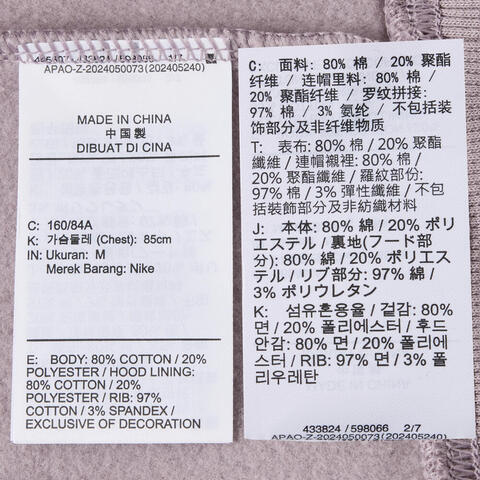 433824 / 598066 1/7
APAO-Z-2024050073(202405240)
MADE IN CHINA
中國製
DIBUAT DI CINA
C: 160/84A
K: 가슴둘레 (Chest): 85cm
IN: Ukuran: M
Merek Barang: Nike
E: BODY: 80% COTTON / 20%
POLYESTER / HOOD LINING:
80% COTTON / 20%
POLYESTER / RIB: 97%
COTTON / 3% SPANDEX /
EXCLUSIVE OF DECORATION
C: 面料: 80% 棉 / 20% 聚酯
纤维 / 连帽里料: 80% 棉 /
20% 聚酯纤维 / 罗纹拼接:
97% 棉 / 3% 氨纶 / 不包括装
饰部分及非纤维物质
T: 表布: 80% 棉 / 20% 聚酯
纖維 / 連帽襯裡: 80% 棉 /
20% 聚酯纖維 / 羅紋部份:
97% 棉 / 3% 彈性纖維 / 不包
括裝飾部分及非紡織材料
J: 本体: 80% 綿 / 20% ポリ
エステル / 裏地(フード部
分): 80% 綿 / 20% ポリエス
テル / リブ部分: 97% 綿 /
3% ポリウレタン
K: 섬유혼용율 / 겉감: 80%
면 / 20% 폴리에스터 / 후드
안감: 80% 면 / 20% 폴리에
스터 / RIB: 97% 면 / 3% 폴
리우레탄
433824 / 598066 2/7
APAO-Z-2024050073(202405240)